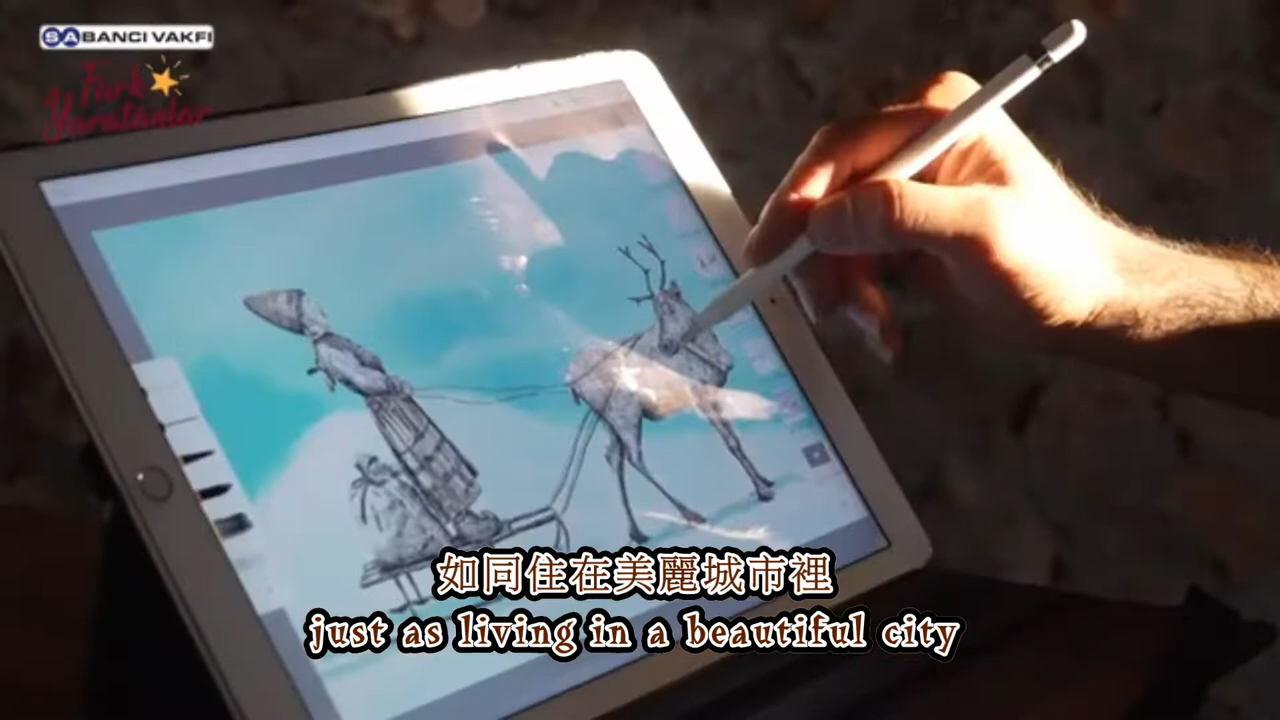 SABANCI VAKFI
Fark
Yaratanlar
如同住在美麗城市裡
just as living in a beautiful city